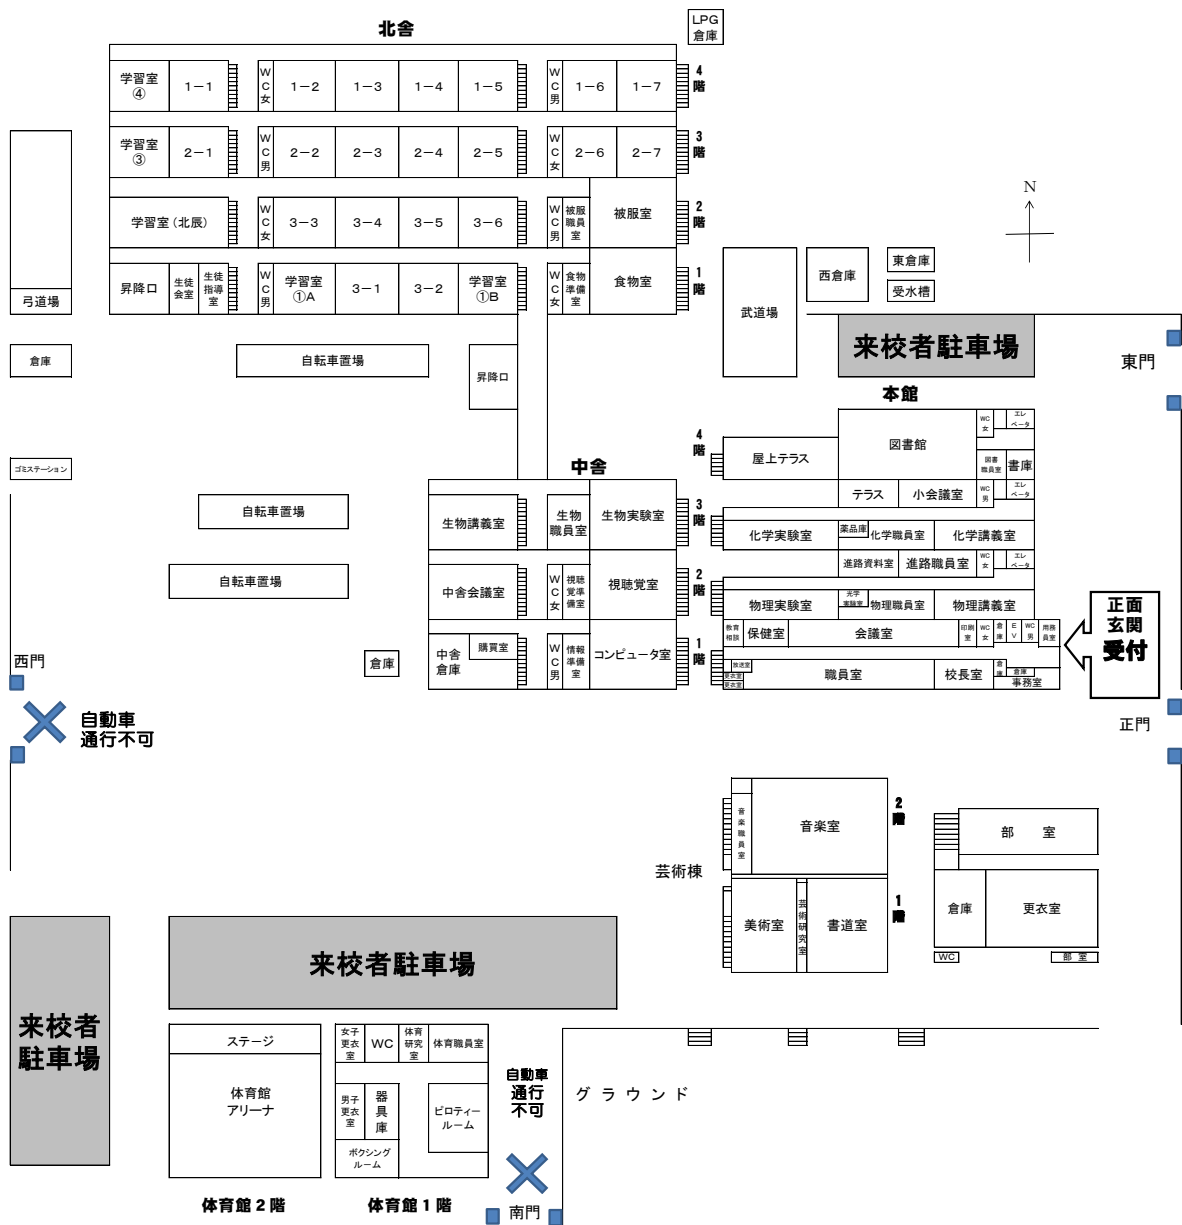 北舎
LPG
倉庫
学習室
④
1-1
WC女
1-2
1-3
1-4
1-5
WC男
1-6
1-7
4
階
学習室
③
2-1
WC男
2-2
2-3
2-4
2-5
WC女
2-6
2-7
3
階
学習室(北辰)
WC女
3-3
3-4
3-5
3-6
WC男
被服
職員
室
被服室
2
階
昇降口
生徒
会室
生徒
指導
室
WC男
学習室
①A
3-1
3-2
学習室
①B
WC女
食物
準備
室
食物室
1
階
N
弓道場
倉庫
自転車置場
昇降口
武道場
西倉庫
東倉庫
受水槽
来校者駐車場
東門
本館
ゴミステーション
自転車置場
自転車置場
中舎
4
階
屋上テラス
図書館
WC
女
エレ
ベータ
図書
職員室
書庫
テラス
小会議室
WC
男
エレ
ベータ
生物講義室
生物
職員室
生物実験室
3
階
化学実験室
薬品庫
化学職員室
化学講義室
進路資料室
進路職員室
WC
女
エレ
ベータ
中舎会議室
WC女
視聴
覚準
備室
視聴覚室
2
階
物理実験室
光学
実験室
物理職員室
物理講義室
教育
相談
保健室
会議室
印刷
室
WC
女
倉
庫
E
V
WC
男
用務
員室
正面
玄関
受付
中舎
倉庫
購買室
WC男
情報
準備
室
コンピュータ室
1
階
放送室
更衣室
更衣室
職員室
校長室
倉
庫
倉庫
事務室
倉庫
西門
自動車
通行不可
正門
音楽職員室
音楽室
2
階
部 室
芸術棟
美術室
芸術研究室
書道室
1
階
倉庫
更衣室
WC
部 室
来校者駐車場
来校者
駐車場
ステージ
体育館
アリーナ
女子
更衣
室
WC
体育
研究
室
体育職員室
男子
更衣
室
器
具
庫
ピロティー
ルーム
ボクシング
ルーム
自動車
通行
不可
グラウンド
体育館2階
体育館1階
南門